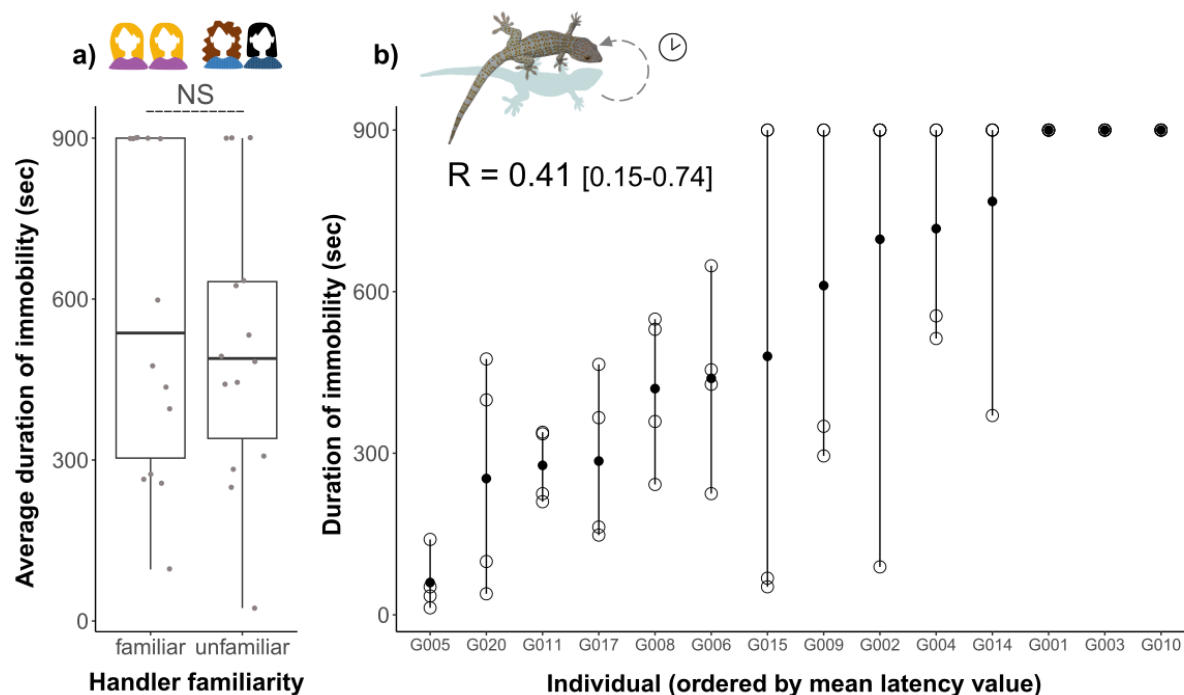 a)
NS
900
600
300
0
Average duration of immobility (sec)
familiar unfamiliar
Handler familiarity
b)
R = 0.41 [0.15-0.74]
900
600
300
0
Duration of immobility (sec)
G005 G020 G011 G017 G008 G006 G015 G009 G002 G004 G014 G001 G003 G010
Individual (ordered by mean latency value)